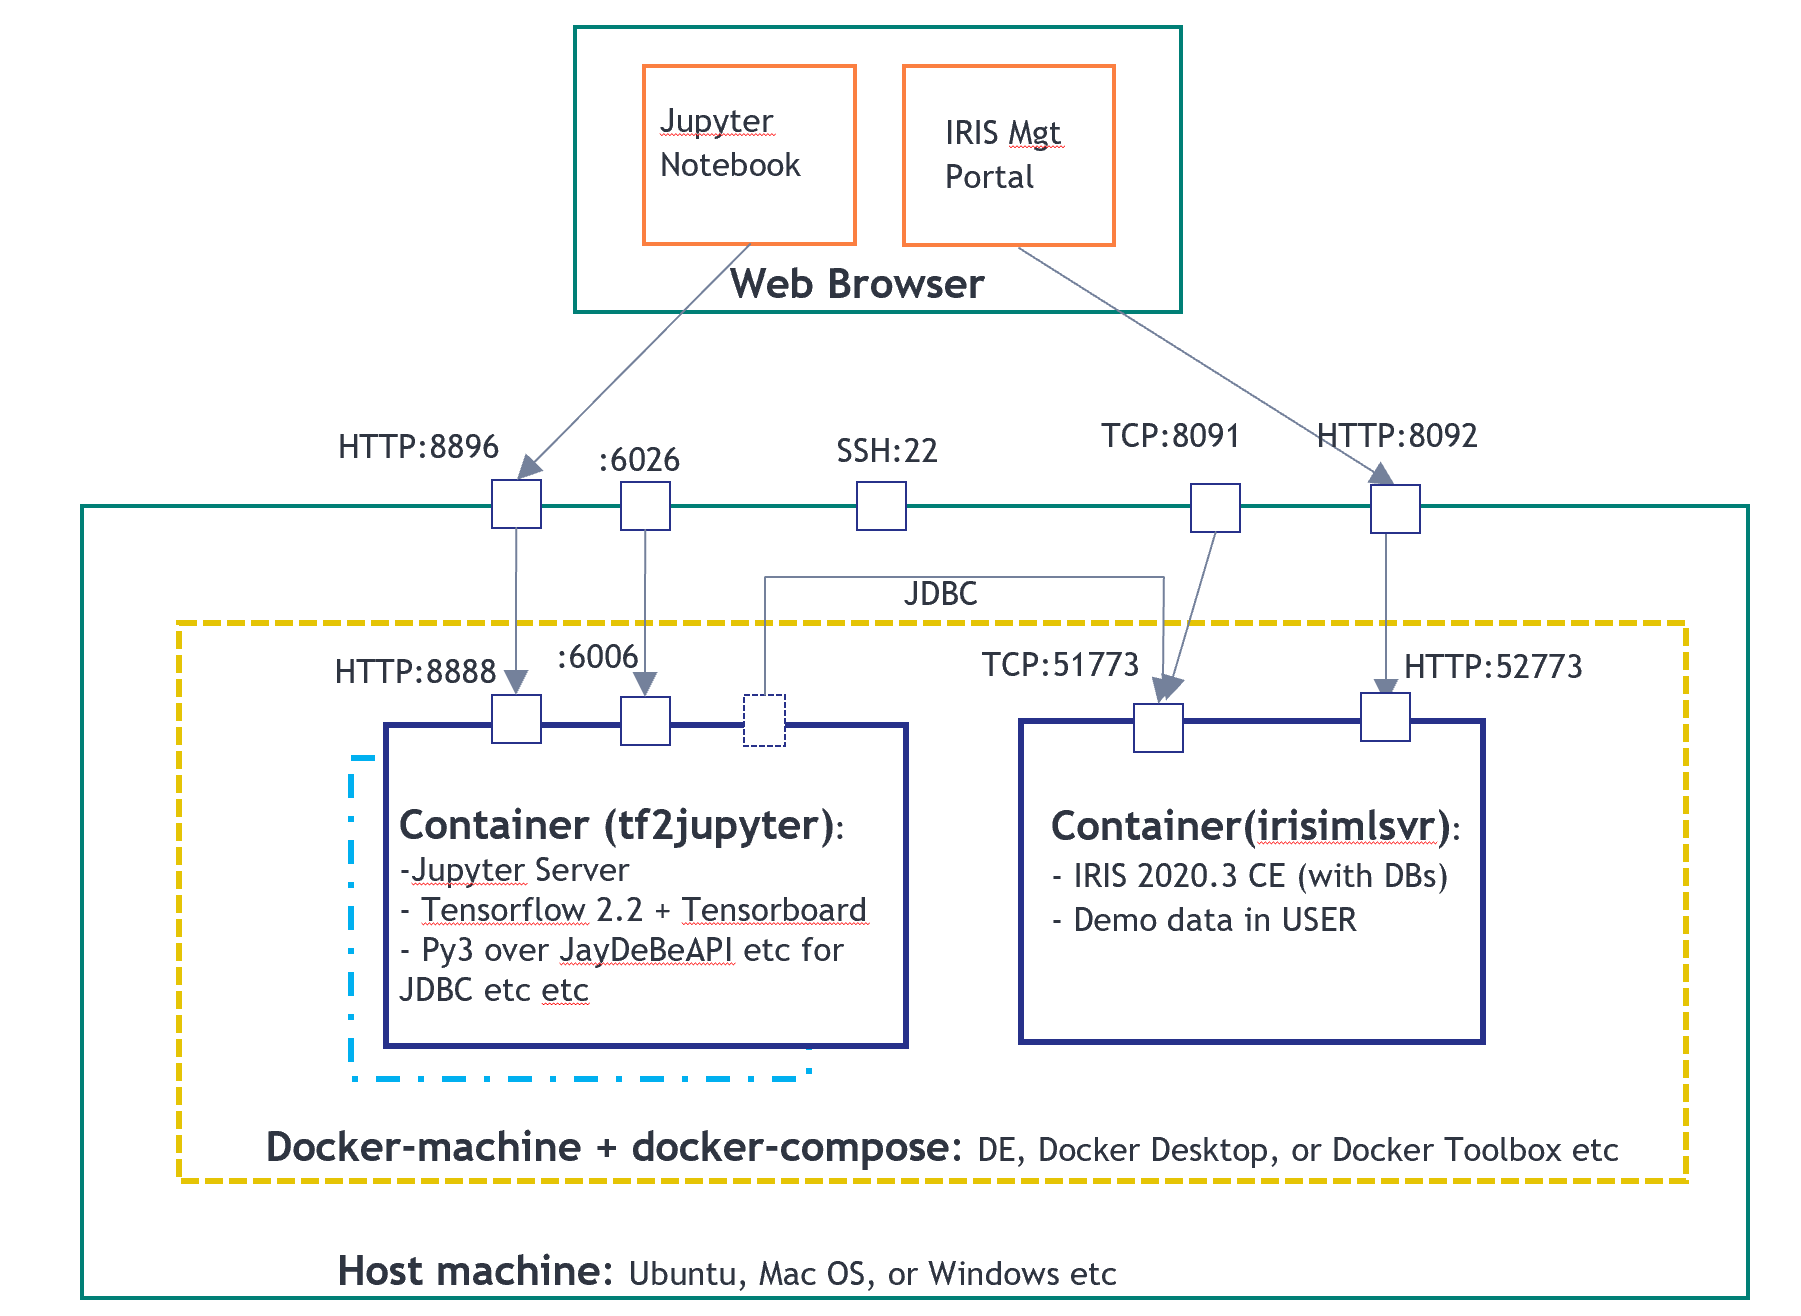 Jupyter
Notebook
IRIS Mgt
Portal
Web Browser
HTTP:8896
:6026
SSH:22
TCP:8091
HTTP:8092
JDBC
HTTP:8888
:6006
TCP:51773
HTTP:52773
Container (tf2jupyter):
-Jupyter Server
- Tensorflow 2.2 + Tensorboard
- Py3 over JayDeBeAPI etc for
JDBC etc etc
Container(irisimlsvr):
- IRIS 2020.3 CE (with DBs)
- Demo data in USER
Docker-machine + docker-compose: DE, Docker Desktop, or Docker Toolbox etc
Host machine: Ubuntu, Mac OS, or Windows etc